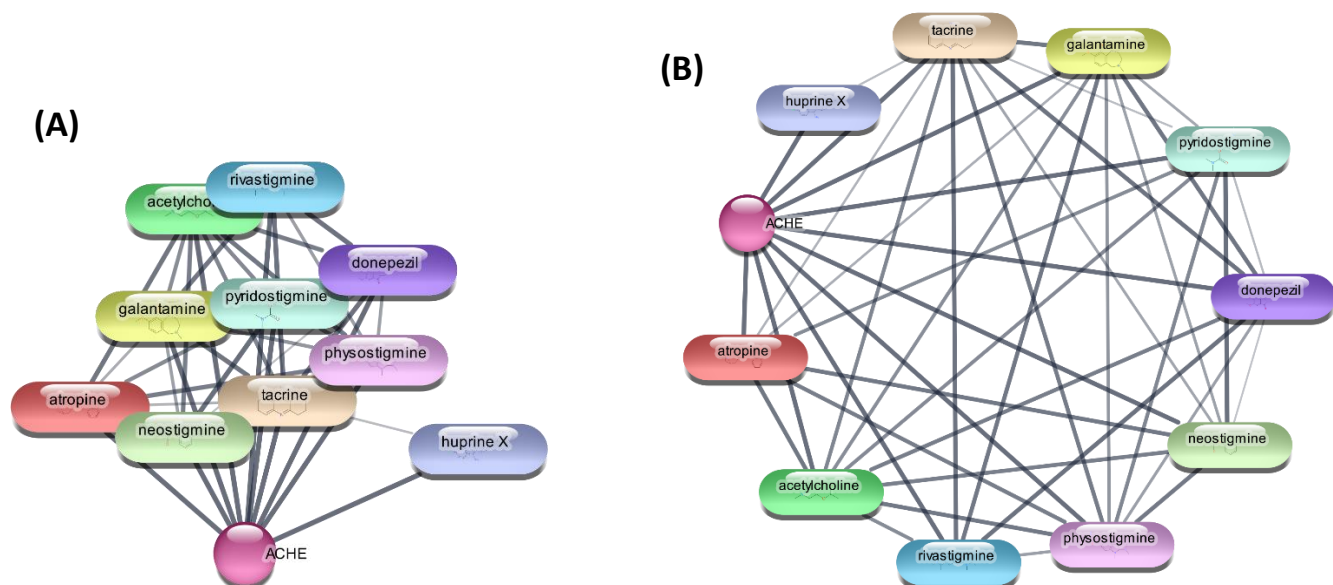 (A)
rivastigmine
acetylcholi
donepezil
pyridostigmine
galantamine
physostigmine
atropine
tacrine
neostigmine
huprine X
ACHE
(B)
tacrine
galantamine
huprine X
pyridostigmine
ACHE
donepezil
atropine
neostigmine
acetylcholine
physostigmine
rivastigmine